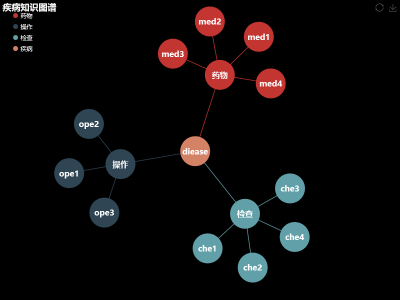 疾病知识图谱
药物
操作
检查
疾病
med2
med1
med3
药物
med4
ope2
diease
操作
ope1
che3
ope3
检查
che4
che1
che2